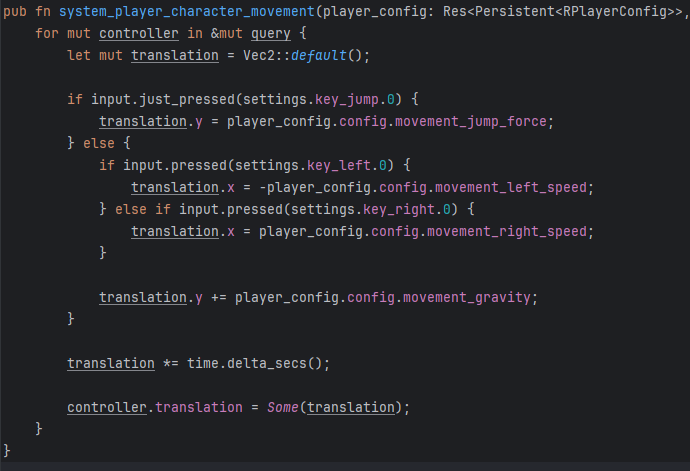 pub fn system_player_character_movement(player_config: Res<Persistent<RPlayerConfig>>,
    for mut controller in &mut query {
        let mut translation = Vec2::default();

        if input.just_pressed(settings.key_jump.0) {
            translation.y = player_config.config.movement_jump_force;
        } else {
            if input.pressed(settings.key_left.0) {
                translation.x = -player_config.config.movement_left_speed;
            } else if input.pressed(settings.key_right.0) {
                translation.x = player_config.config.movement_right_speed;
            }

            translation.y += player_config.config.movement_gravity;
        }

        translation *= time.delta_secs();

        controller.translation = Some(translation);
    }
}